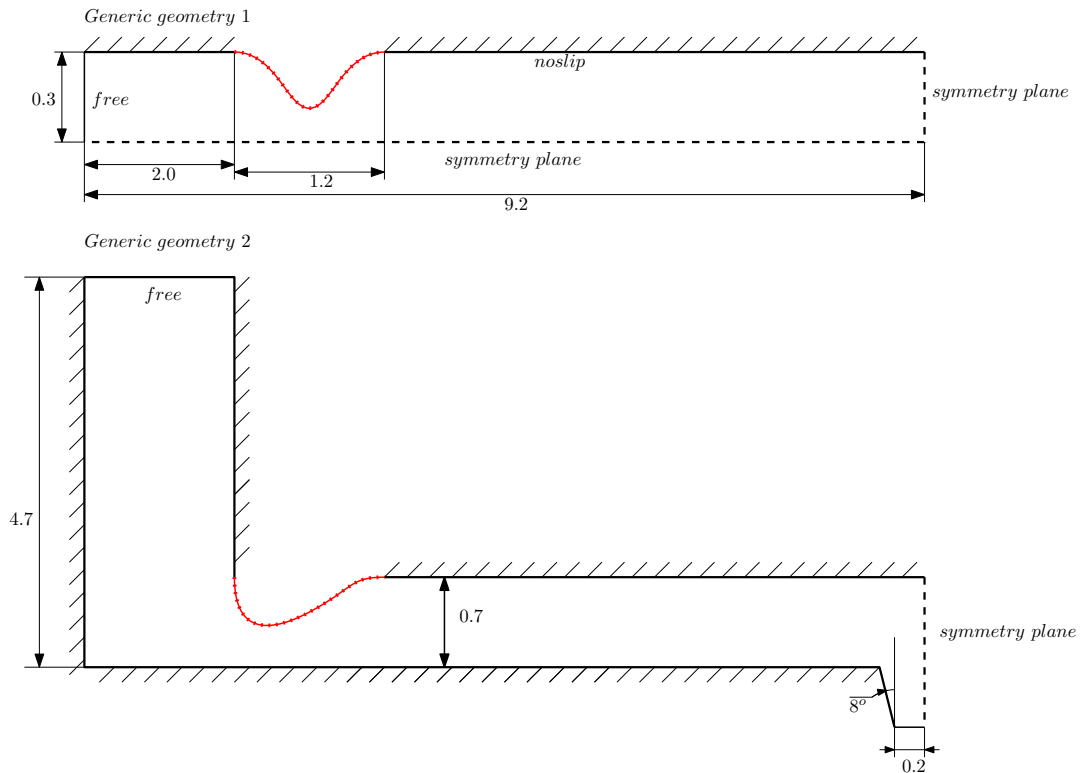 Generic geometry 1
noslip
0.3
free
symmetry plane
symmetry plane
2.0
1.2
9.2
Generic geometry 2
free
4.7
0.7
symmetry plane
8º
0.2